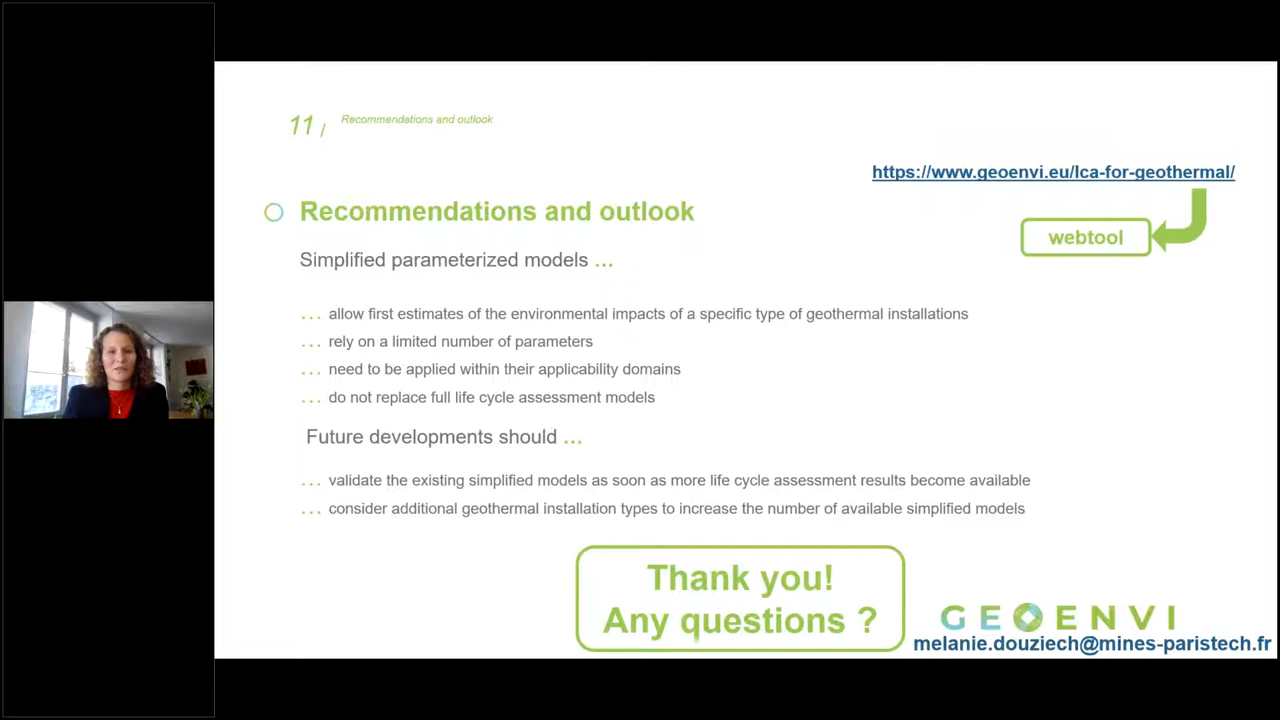 11 / Recommendations and outlook
https://www.geoenvi.eu/lca-for-geothermal/
Recommendations and outlook
webtool
Simplified parameterized models ...
... allow first estimates of the environmental impacts of a specific type of geothermal installations
... rely on a limited number of parameters
... need to be applied within their applicability domains
... do not replace full life cycle assessment models
Future developments should ...
... validate the existing simplified models as soon as more life cycle assessment results become available
... consider additional geothermal installation types to increase the number of available simplified models
Thank you!
Any questions ?
GEOENVI
melanie.douziech@mines-paristech.fr